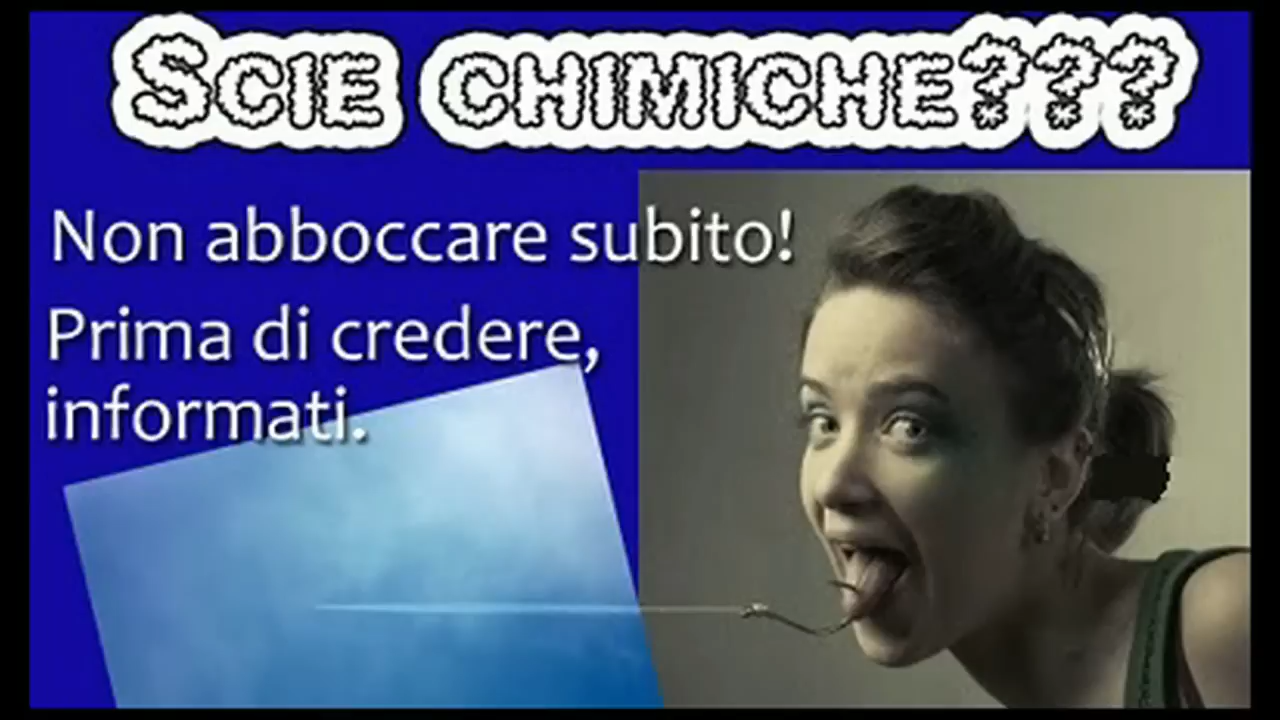 Scie chimiche???
Non abboccare subito!
Prima di credere,
informati.